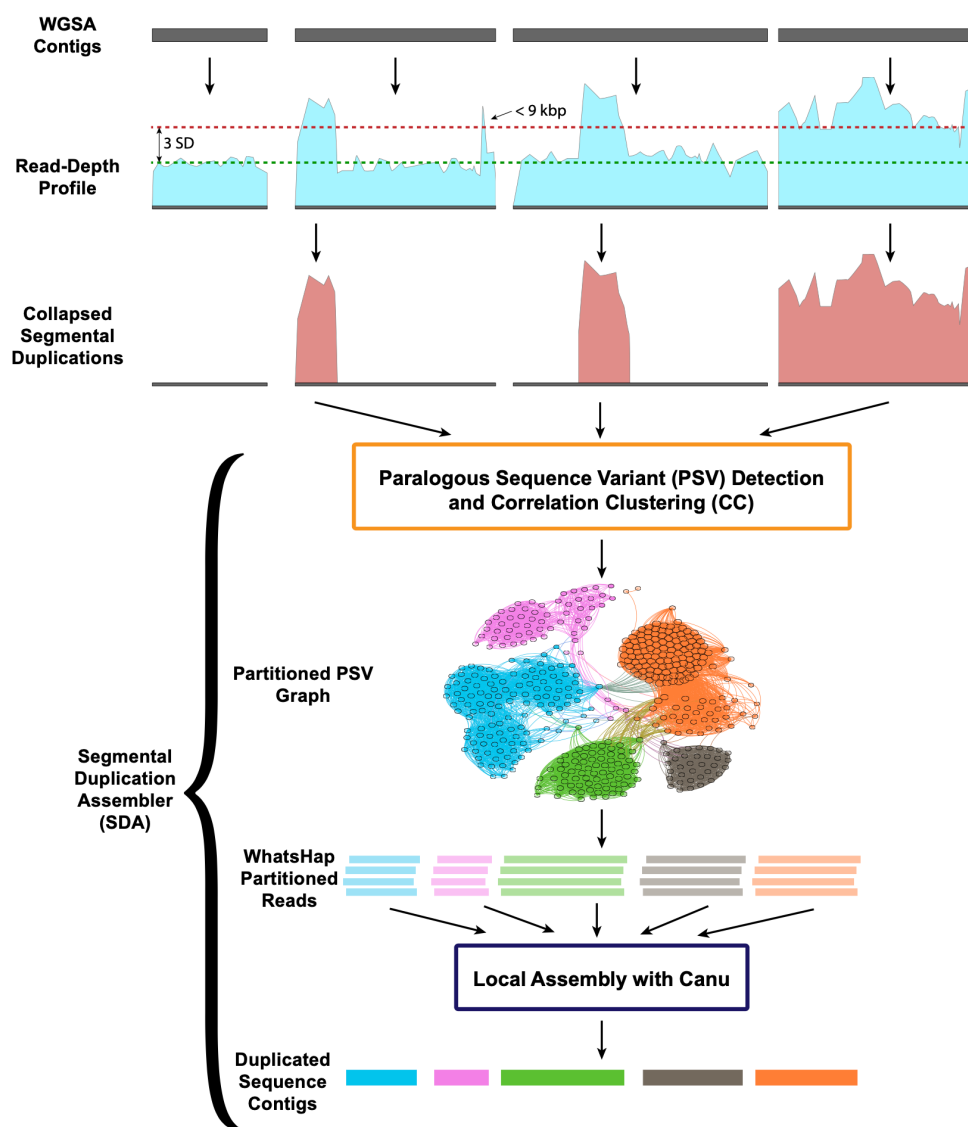 WGSA
Contigs
< 9 kbp
3 SD
Read-Depth
Profile
Collapsed
Segmental
Duplications
Paralogous Sequence Variant (PSV) Detection
and Correlation Clustering (CC)
Partitioned PSV
Graph
Segmental
Duplication
Assembler
(SDA)
WhatsHap
Partitioned
Reads
Local Assembly with Canu
Duplicated
Sequence
Contigs